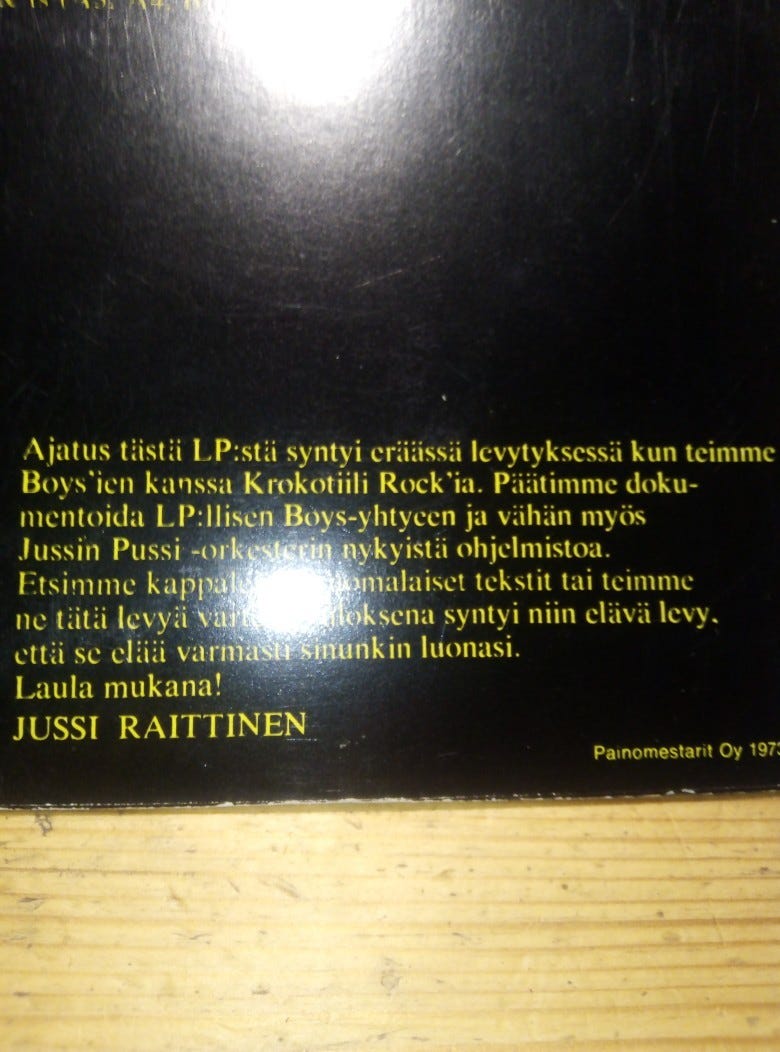 Ajatus tästä LP:stä syntyi eräässä levytyksessä kun teimme
Boys'ien kanssa Krokotiili Rock'ia. Päätimme doku-
mentoida LP:llisen Boys-yhtyeen ja vähän myös
Jussin Pussi -orkesterin nykyistä ohjelmistoa.
Etsimme tekstit tai teimme
ne tätä levyä syntyi niin elävä levy,
että se elää varmasti sinunkin luonasi.
Laula mukana!
JUSSI RAITTINEN
Painomestarit Oy 1973